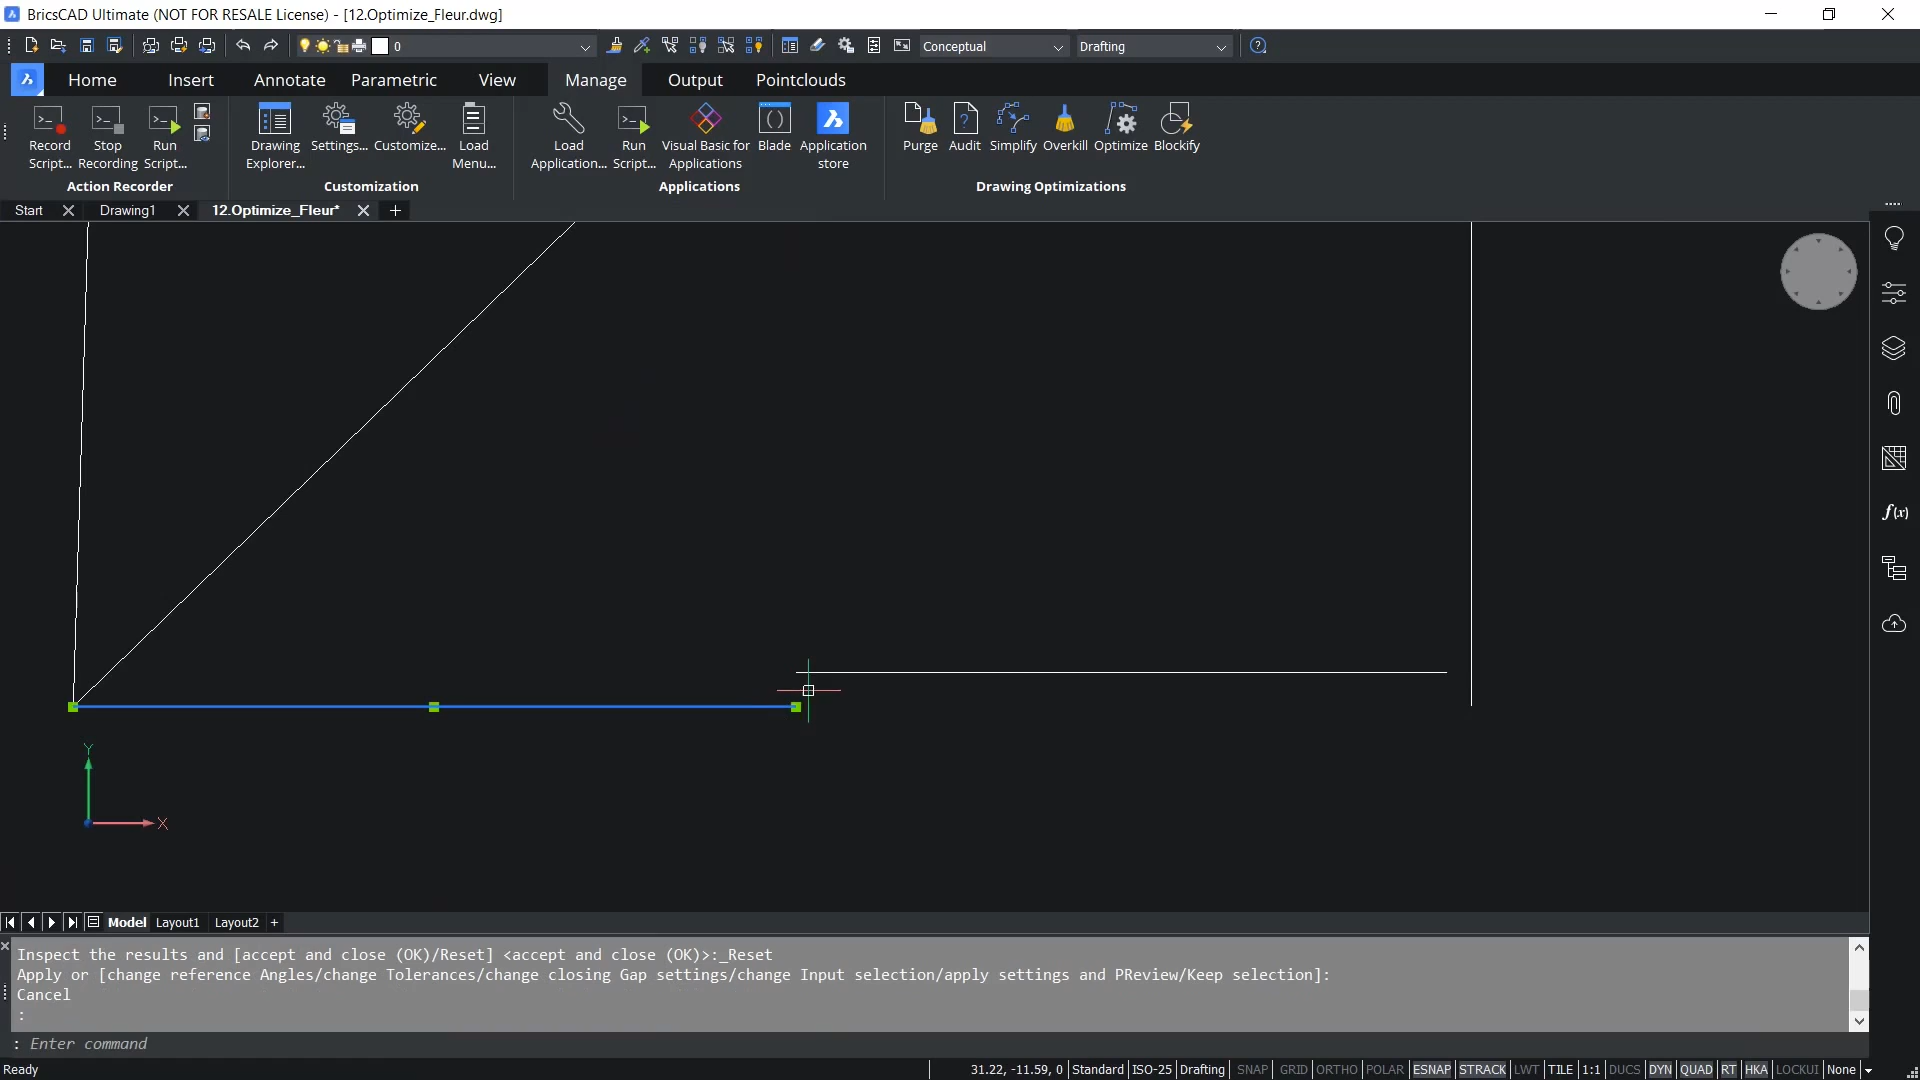 BricsCAD Ultimate (NOT FOR RESALE License) - [12.Optimize_Fleur.dwg]
0
Conceptual
Drafting
Home Insert Annotate Parametric View Manage Output Pointclouds
Record Script...
Stop Recording
Run Script...
Action Recorder
Drawing Explorer...
Settings...
Customize...
Load Menu...
Customization
Load Application...
Run Script...
Visual Basic for Applications
Blade
Application store
Applications
Purge
Audit
Simplify
Overkill
Optimize
Blockify
Drawing Optimizations
Start Drawing1 12.Optimize_Fleur*
f(x)
Y
X
Model Layout1 Layout2 +
Inspect the results and [accept and close (OK)/Reset] <accept and close (OK)>:_Reset
Apply or [change reference Angles/change Tolerances/change closing Gap settings/change Input selection/apply settings and PReview/Keep selection]:
Cancel
:
: Enter command
Ready
31.22, -11.59, 0 Standard ISO-25 Drafting SNAP GRID ORTHO POLAR ESNAP STRACK LWT TILE 1:1 DUCS DYN QUAD RT HKA LOCKUI None